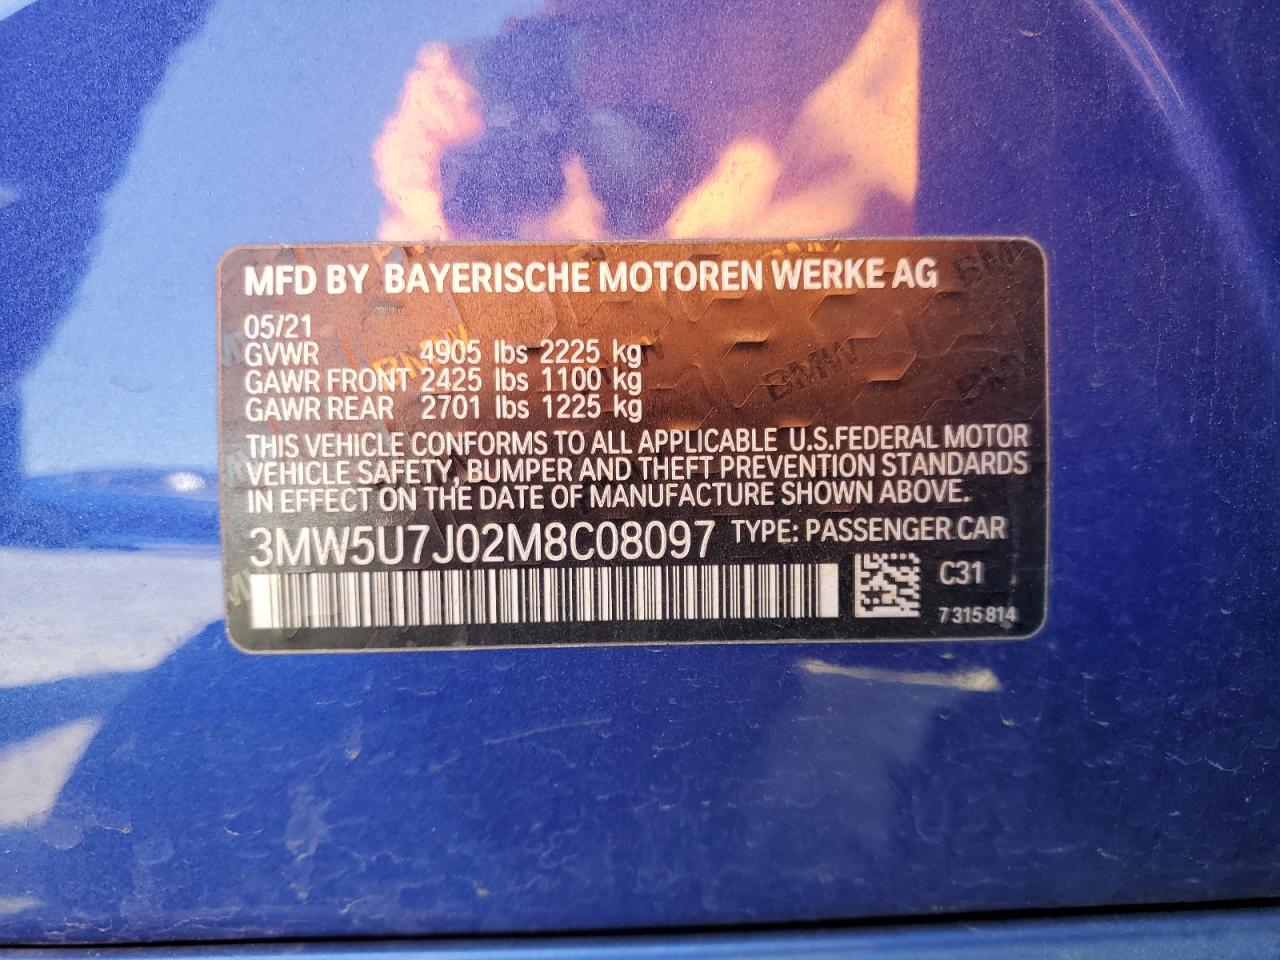 MFD BY BAYERISCHE MOTOREN WERKE AG
05/21
GVWR 4905 lbs 2225 kg
GAWR FRONT 2425 lbs 1100 kg
GAWR REAR 2701 lbs 1225 kg
THIS VEHICLE CONFORMS TO ALL APPLICABLE U.S.FEDERAL MOTOR
VEHICLE SAFETY, BUMPER AND THEFT PREVENTION STANDARDS
IN EFFECT ON THE DATE OF MANUFACTURE SHOWN ABOVE.
3MW5U7J02M8C08097 TYPE: PASSENGER CAR
C31
7 315 814